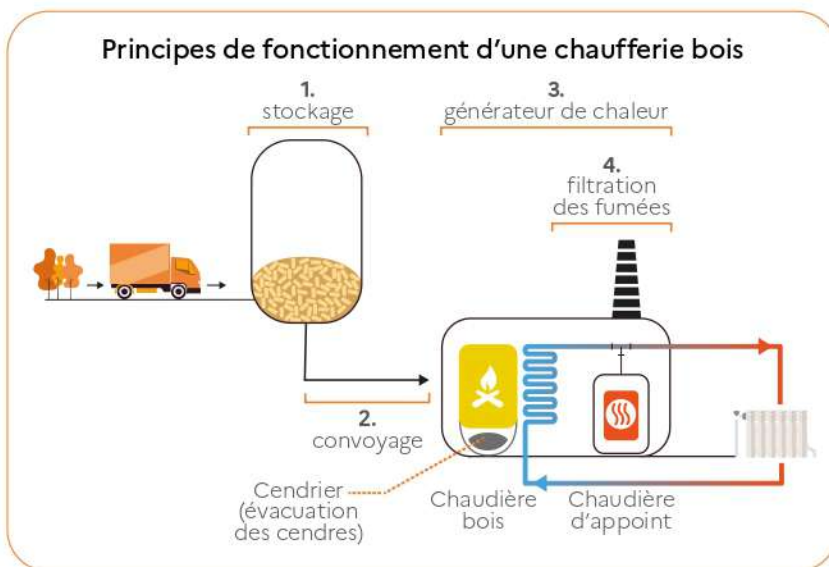 Principes de fonctionnement d’une chaufferie bois
1.
stockage
3.
générateur de chaleur
4.
filtration
des fumées
2.
convoyage
Cendrier
(évacuation
des cendres)
Chaudière
bois
Chaudière
d’appoint